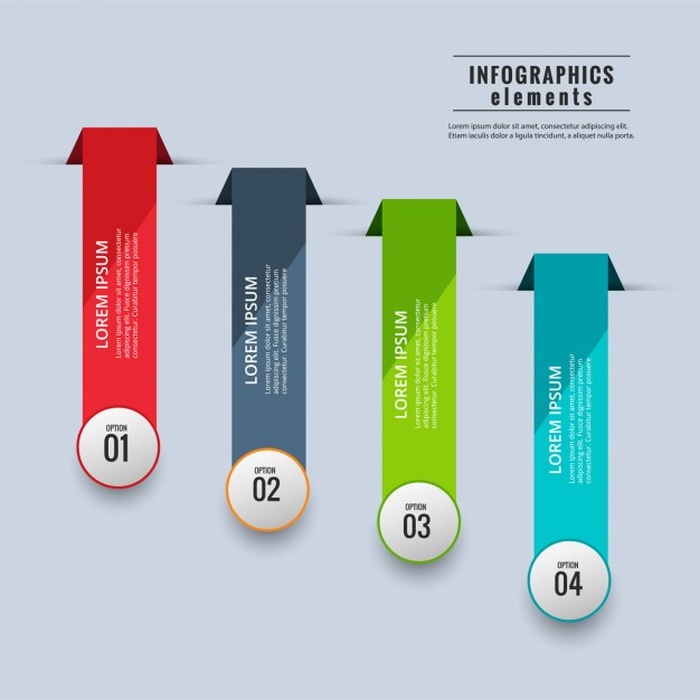 INFOGRAPHICS
elements
Lorem ipsum dolor sit amet, consectetur adipiscing elit.
Etiam iaculis dolor a ligula tincidunt, a aliquet nulla porta.
LOREM IPSUM
Lorem ipsum dolor sit amet, consectetur
adipiscing elit. Fusce dignissim pretium
consectetur. Curabitur tempor posuere
OPTION
01
LOREM IPSUM
Lorem ipsum dolor sit amet, consectetur
adipiscing elit. Fusce dignissim pretium
consectetur. Curabitur tempor posuere
OPTION
02
LOREM IPSUM
Lorem ipsum dolor sit amet, consectetur
adipiscing elit. Fusce dignissim pretium
consectetur. Curabitur tempor posuere
OPTION
03
LOREM IPSUM
Lorem ipsum dolor sit amet, consectetur
adipiscing elit. Fusce dignissim pretium
consectetur. Curabitur tempor posuere
OPTION
04